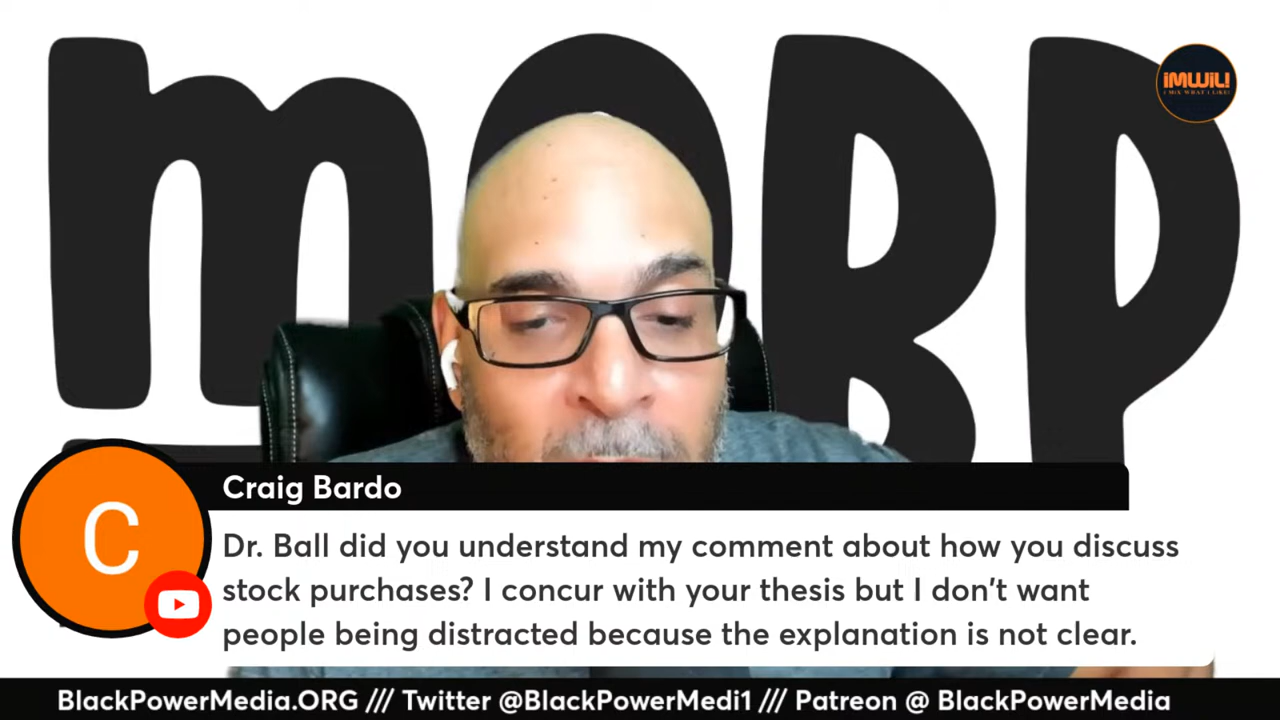 mOBP
iMWiL!
I MIX WHAT I LIKE!
C
Craig Bardo
Dr. Ball did you understand my comment about how you discuss
stock purchases? I concur with your thesis but I don't want
people being distracted because the explanation is not clear.
BlackPowerMedia.ORG /// Twitter @BlackPowerMedi1 /// Patreon @ BlackPowerMedia